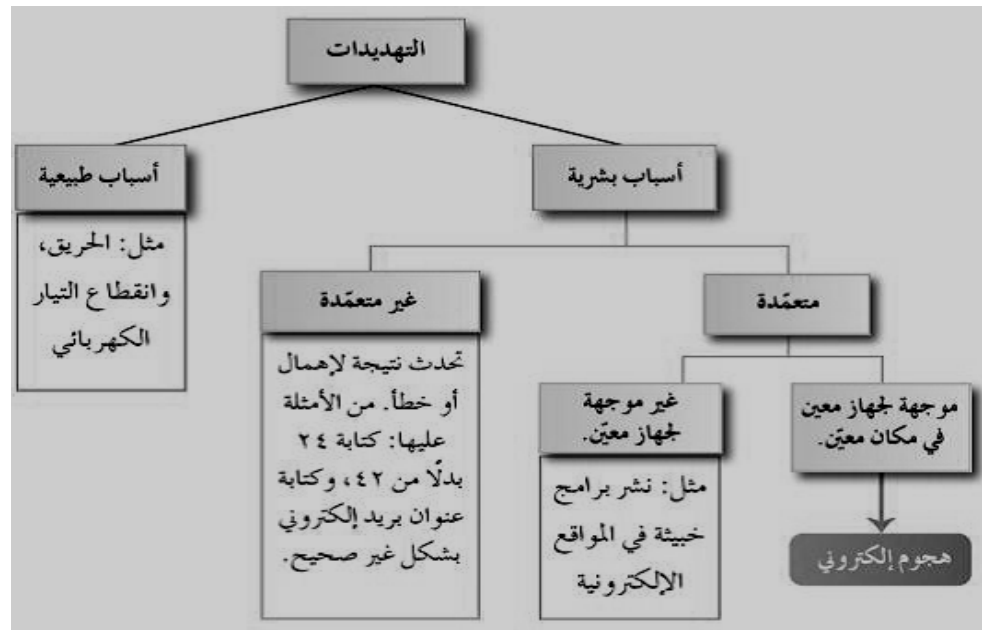 التهديدات
أسباب بشرية
أسباب طبيعية
مثل: الحريق،
وانقطاع التيار
الكهربائي
متعمّدة
غير متعمّدة
تحدث نتيجة لإهمال
أو خطأ. من الأمثلة
عليها: كتابة ٢٤
بدلًا من ٤٢، وكتابة
عنوان بريد إلكتروني
بشكل غير صحيح.
موجهة لجهاز معين
في مكان معيّن.
غير موجهة
لجهاز معيّن.
مثل: نشر برامج
خبيثة في المواقع
الإلكترونية
هجوم إلكتروني